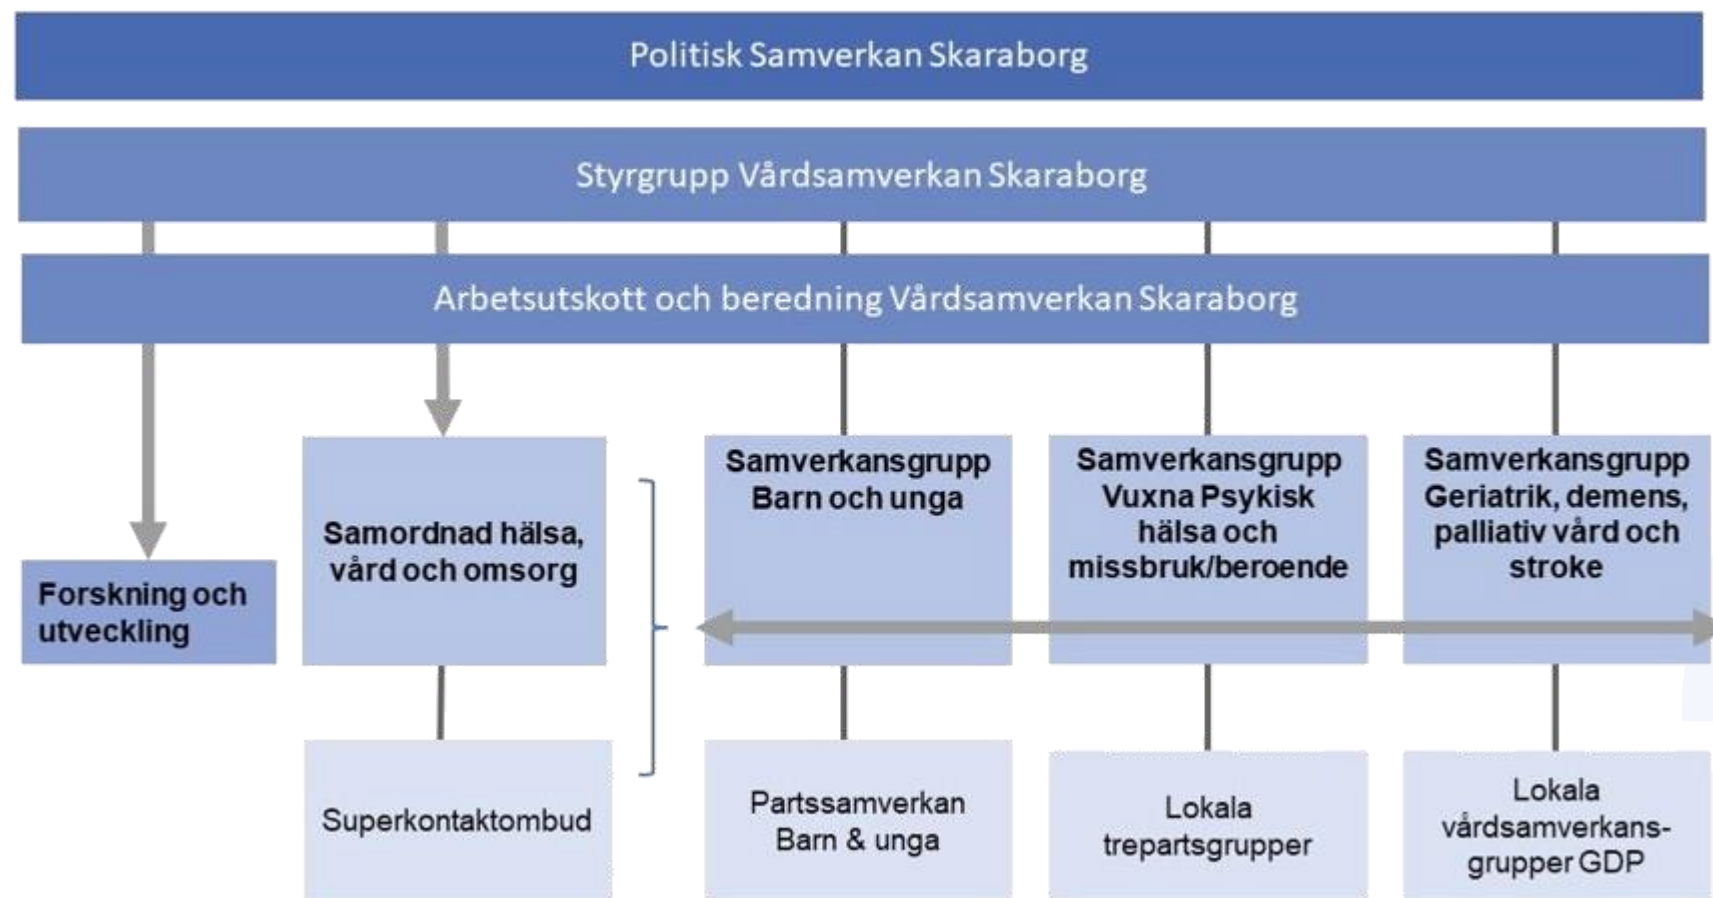 Politisk Samverkan Skaraborg
Styrgrupp Vårdsamverkan Skaraborg
Arbetsutskott och beredning Vårdsamverkan Skaraborg
Forskning och
utveckling
Samordnad hälsa,
vård och omsorg
Samverkansgrupp
Barn och unga
Samverkansgrupp
Vuxna Psykisk
hälsa och
missbruk/beroende
Samverkansgrupp
Geriatrik, demens,
palliativ vård och
stroke
Superkontaktombud
Partssamverkan
Barn & unga
Lokala
trepartsgrupper
Lokala
vårdsamverkans-
grupper GDP